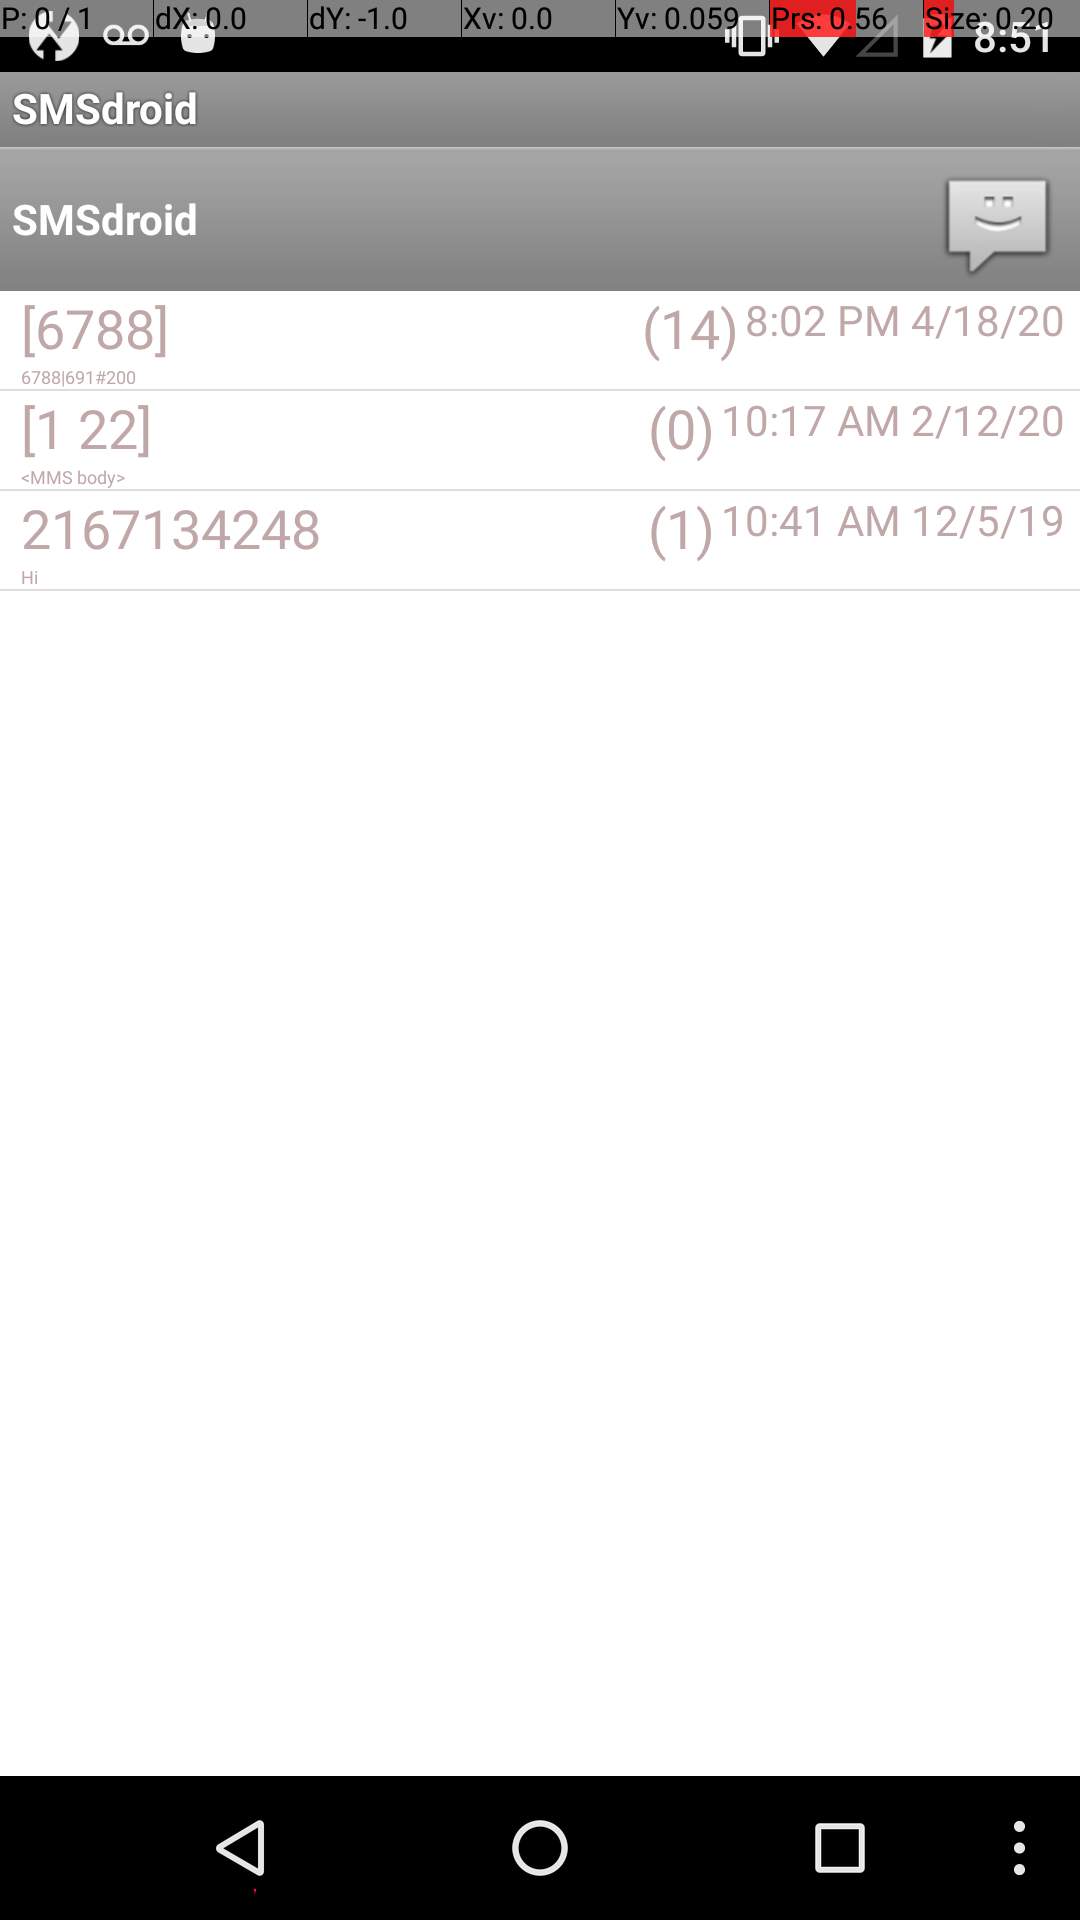 P: 0 / 1 dX: 0.0 dY: -1.0 Xv: 0.0 Yv: 0.059 Prs: 0.56 Size: 0.20
8:51
SMSdroid
SMSdroid
[6788] (14) 8:02 PM 4/18/20
6788|691#200
[1 22] (0) 10:17 AM 2/12/20
<MMS body>
2167134248 (1) 10:41 AM 12/5/19
Hi